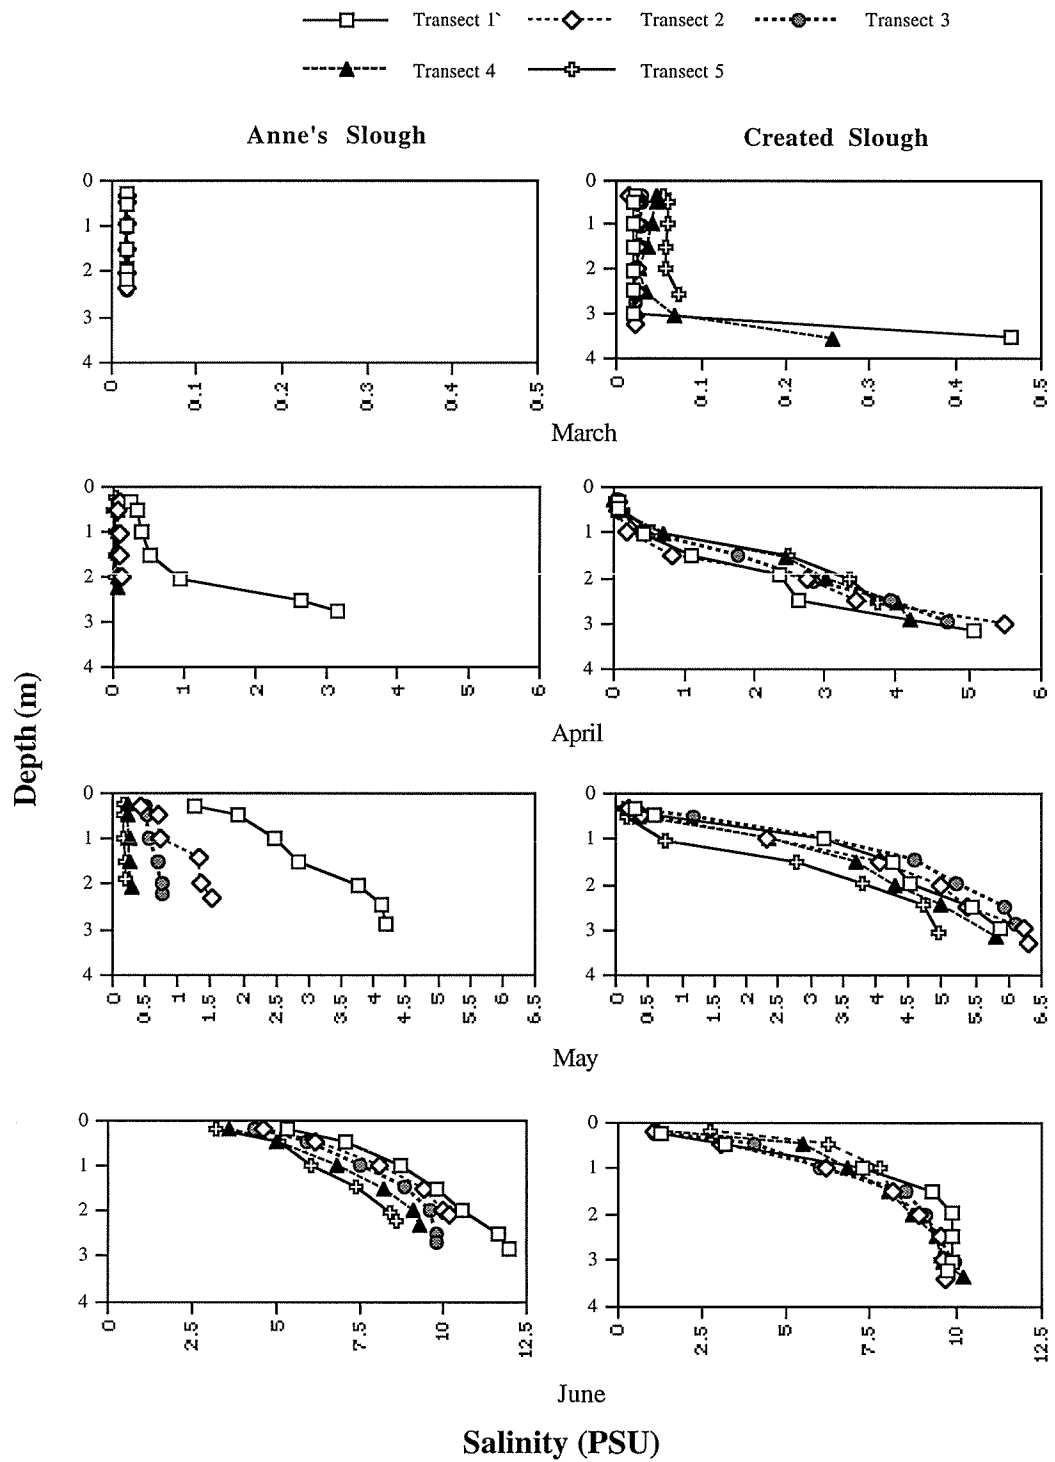 Transect 1` Transect 2 Transect 3
Transect 4 Transect 5
Anne's Slough Created Slough
0 0
1 1
2 2
3 3
4 4
0 0.1 0.2 0.3 0.4 0.5 0 0.1 0.2 0.3 0.4 0.5
March
0 0
1 1
2 2
3 3
4 4
0 1 2 3 4 5 6 0 1 2 3 4 5 6
April
Depth (m)
0 0
1 1
2 2
3 3
4 4
0 0.5 1 1.5 2 2.5 3 3.5 4 4.5 5 5.5 6 6.5 0 0.5 1 1.5 2 2.5 3 3.5 4 4.5 5 5.5 6 6.5
May
0 0
1 1
2 2
3 3
4 4
0 2.5 5 7.5 10 12.5 0 2.5 5 7.5 10 12.5
June
Salinity (PSU)